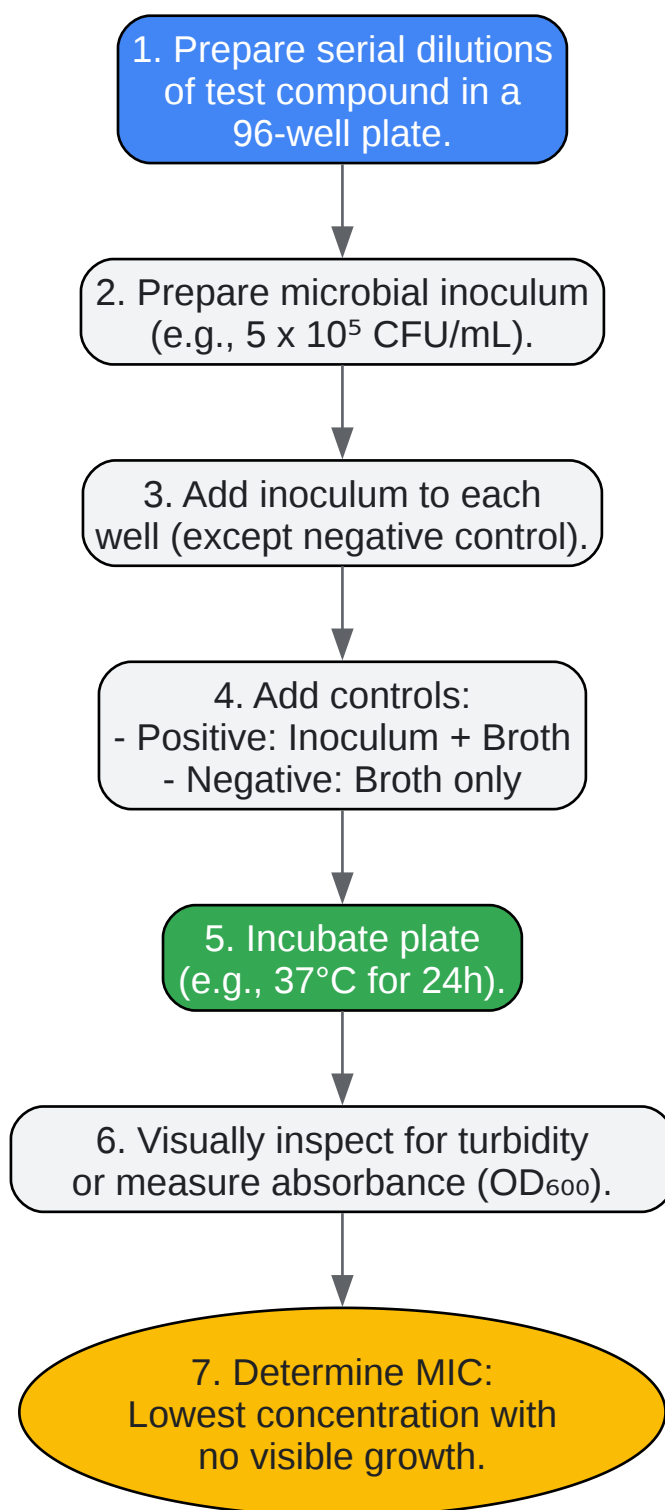 1. Prepare serial dilutions
of test compound in a
96-well plate.
2. Prepare microbial inoculum
(e.g., 5 x 10⁵ CFU/mL).
3. Add inoculum to each
well (except negative control).
4. Add controls:
- Positive: Inoculum + Broth
- Negative: Broth only
5. Incubate plate
(e.g., 37°C for 24h).
6. Visually inspect for turbidity
or measure absorbance (OD₆₀₀).
7. Determine MIC:
Lowest concentration with
no visible growth.